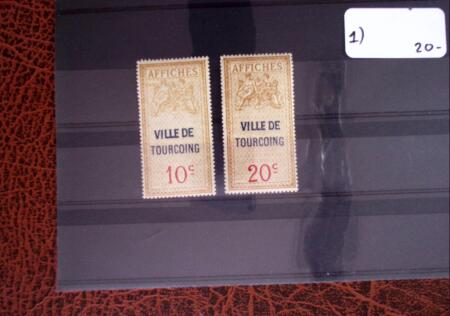 1)
20-
AFFICHES
VILLE DE
TOURCOING
10c
AFFICHES
VILLE DE
TOURCOING
20c